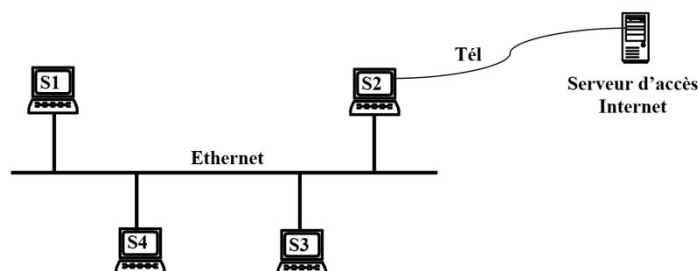 Tél
S1
S2
Serveur d'accès
Internet
Ethernet
S4
S3